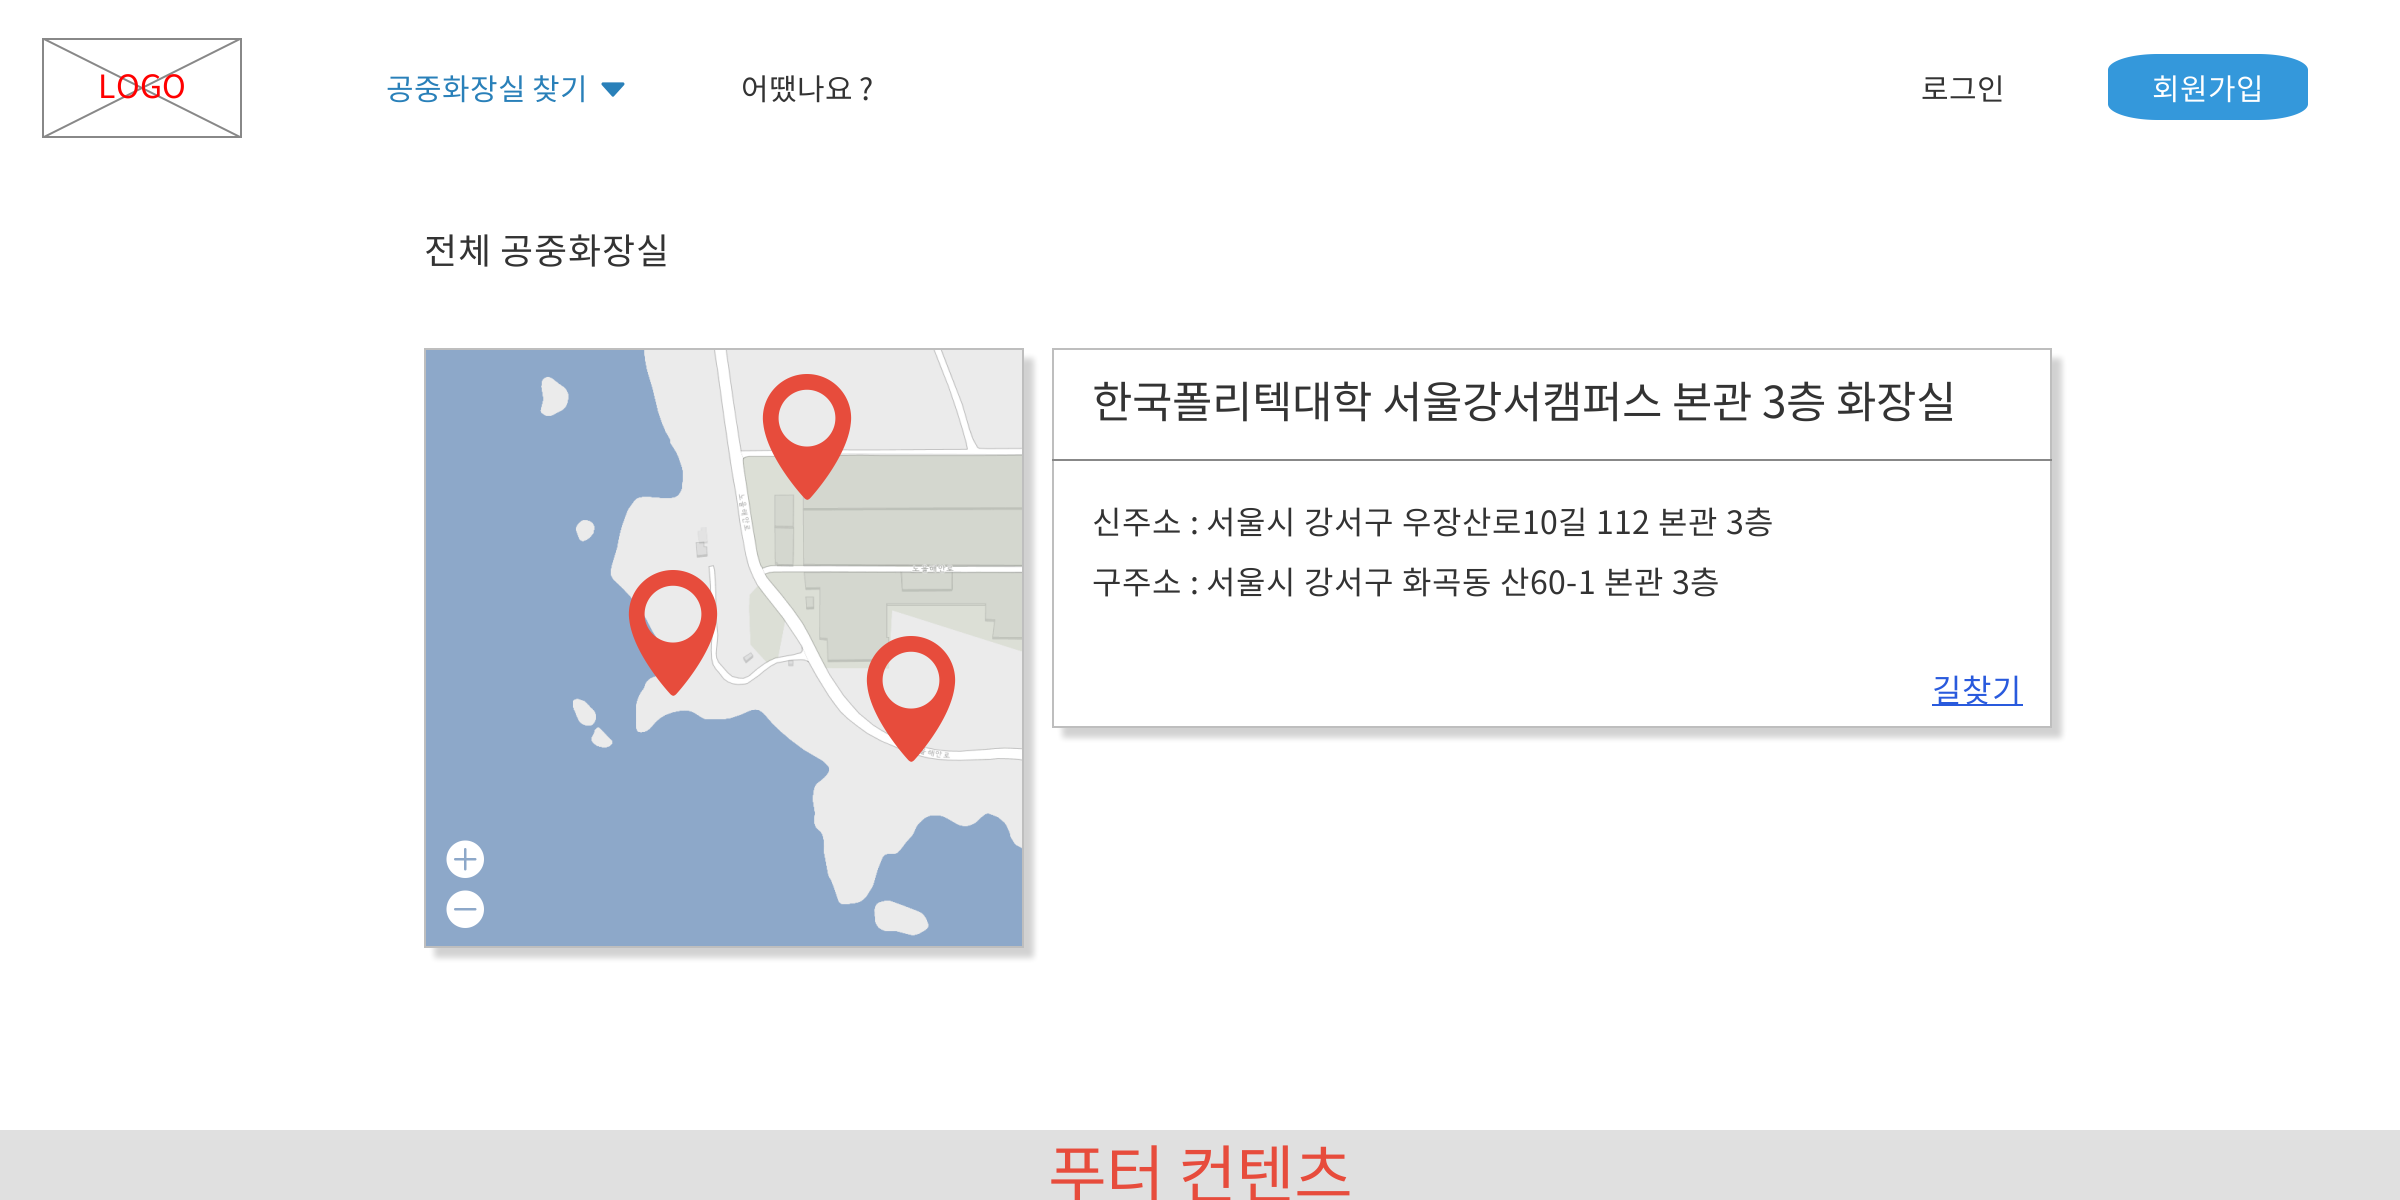 LOGO
공중화장실 찾기
어땠나요 ?
로그인
회원가입
전체 공중화장실
한국폴리텍대학 서울강서캠퍼스 본관 3층 화장실
신주소 : 서울시 강서구 우장산로10길 112 본관 3층
구주소 : 서울시 강서구 화곡동 산60-1 본관 3층
길찾기
푸터 컨텐츠